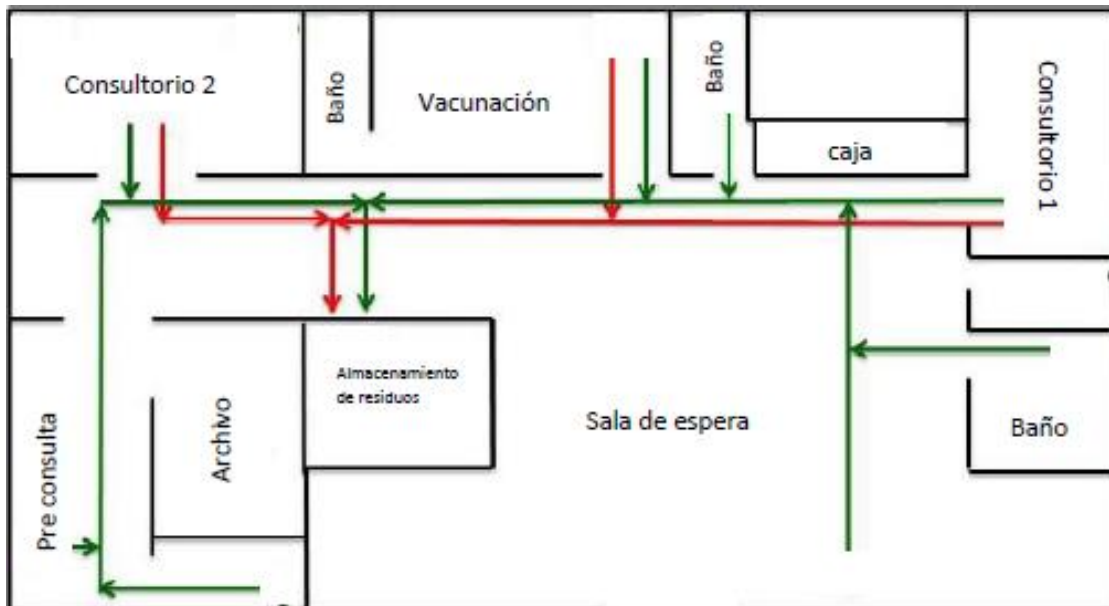 Consultorio 2
Baño
Vacunación
Baño
caja
Consultorio 1
Almacenamiento
de residuos
Sala de espera
Baño
Archivo
Pre consulta